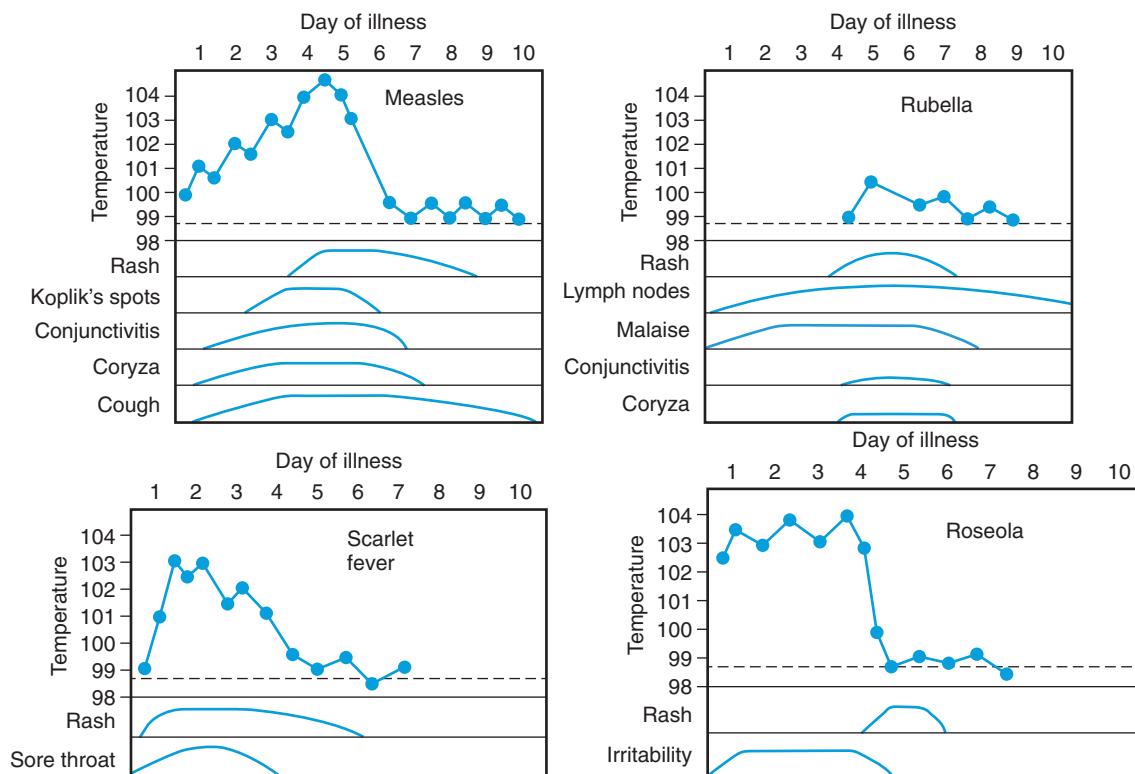 Day of illness
1 2 3 4 5 6 7 8 9 10
Temperature
104
103
102
101
100
99
98
Measles
Rash
Koplik's spots
Conjunctivitis
Coryza
Cough
Day of illness
1 2 3 4 5 6 7 8 9 10
Temperature
104
103
102
101
100
99
98
Rubella
Rash
Lymph nodes
Malaise
Conjunctivitis
Coryza
Day of illness
1 2 3 4 5 6 7 8 9 10
Temperature
104
103
102
101
100
99
98
Scarlet
fever
Rash
Sore throat
Day of illness
1 2 3 4 5 6 7 8 9 10
Temperature
104
103
102
101
100
99
98
Roseola
Rash
Irritability